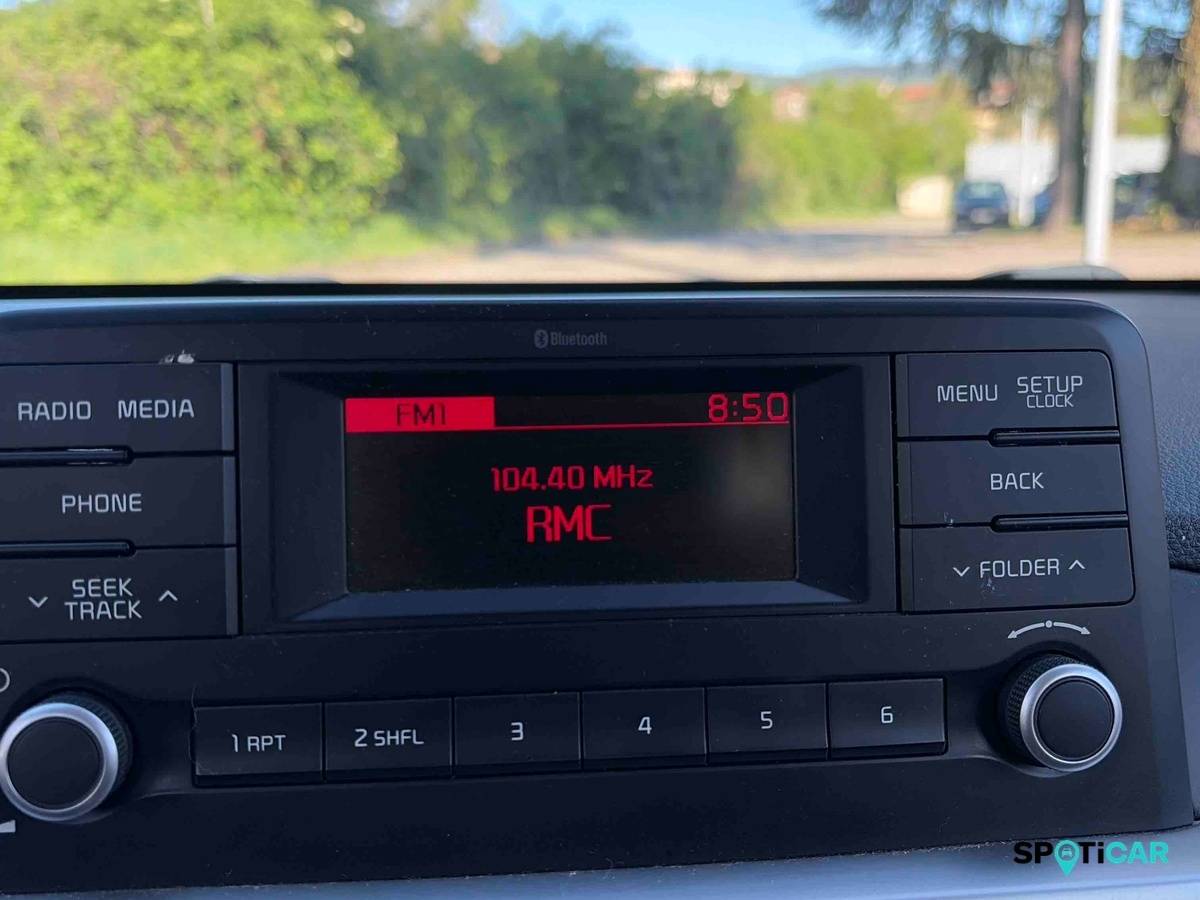 Bluetooth
RADIO MEDIA
FM1 8:50
MENU SETUP
CLOCK
PHONE
104.40 MHz
RMC
BACK
SEEK
TRACK
FOLDER
1 RPT 2 SHFL 3 4 5 6
SPOTiCAR